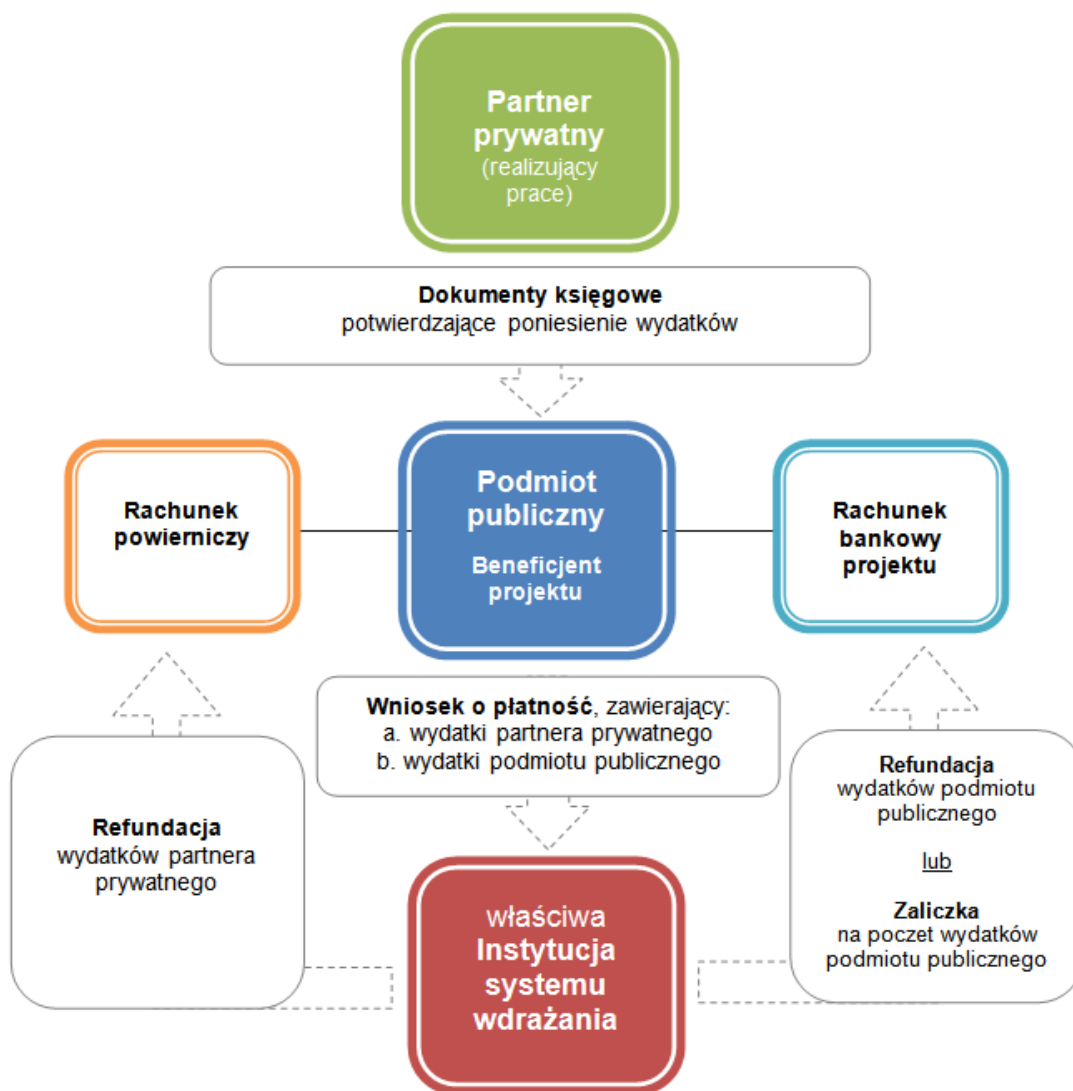 Partner
prywatny
(realizujący
prace)
Dokumenty księgowe
potwierdzające poniesienie wydatków
Rachunek
powierniczy
Podmiot
publiczny
Beneficjent
projektu
Rachunek
bankowy
projektu
Wniosek o płatność, zawierający:
a. wydatki partnera prywatnego
b. wydatki podmiotu publicznego
Refundacja
wydatków partnera
prywatnego
Refundacja
wydatków podmiotu
publicznego
lub
Zaliczka
na poczet wydatków
podmiotu publicznego
właściwa
Instytucja
systemu
wdrażania